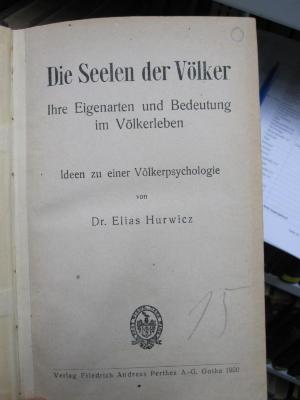 Die Seelen der Völker
Ihre Eigenarten und Bedeutung
im Völkerleben
Ideen zu einer Völkerpsychologie
von
Dr. Elias Hurwicz
15
Verlag Friedrich Andreas Perthes A.-G. Gotha 1920